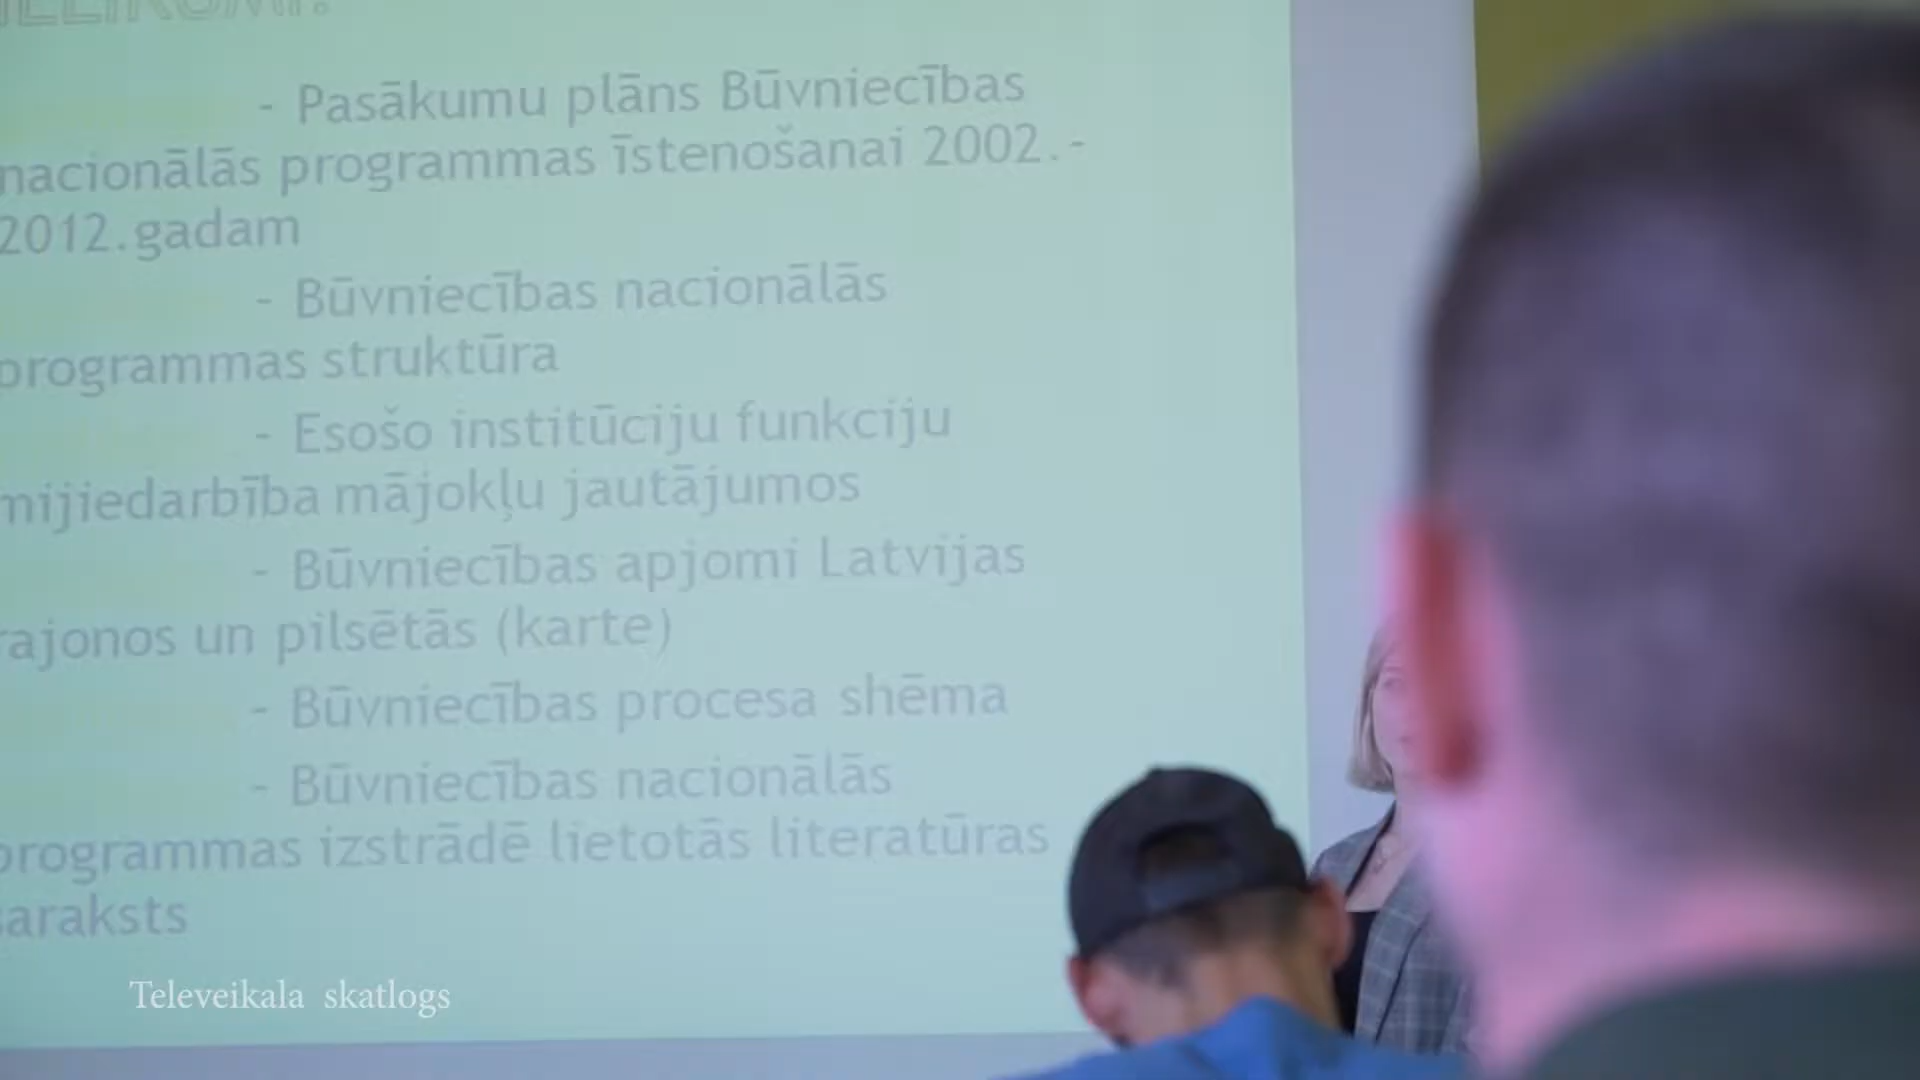 - Pasākumu plāns Būvniecības
nacionālās programmas īstenošanai 2002.-
2012.gadam
- Būvniecības nacionālās
programmas struktūra
- Esošo institūciju funkciju
mijiedarbība mājokļu jautājumos
- Būvniecības apjomi Latvijas
rajonos un pilsētās (karte)
- Būvniecības procesa shēma
- Būvniecības nacionālās
programmas izstrādē lietotās literatūras
saraksts
Televeikala skatlogs